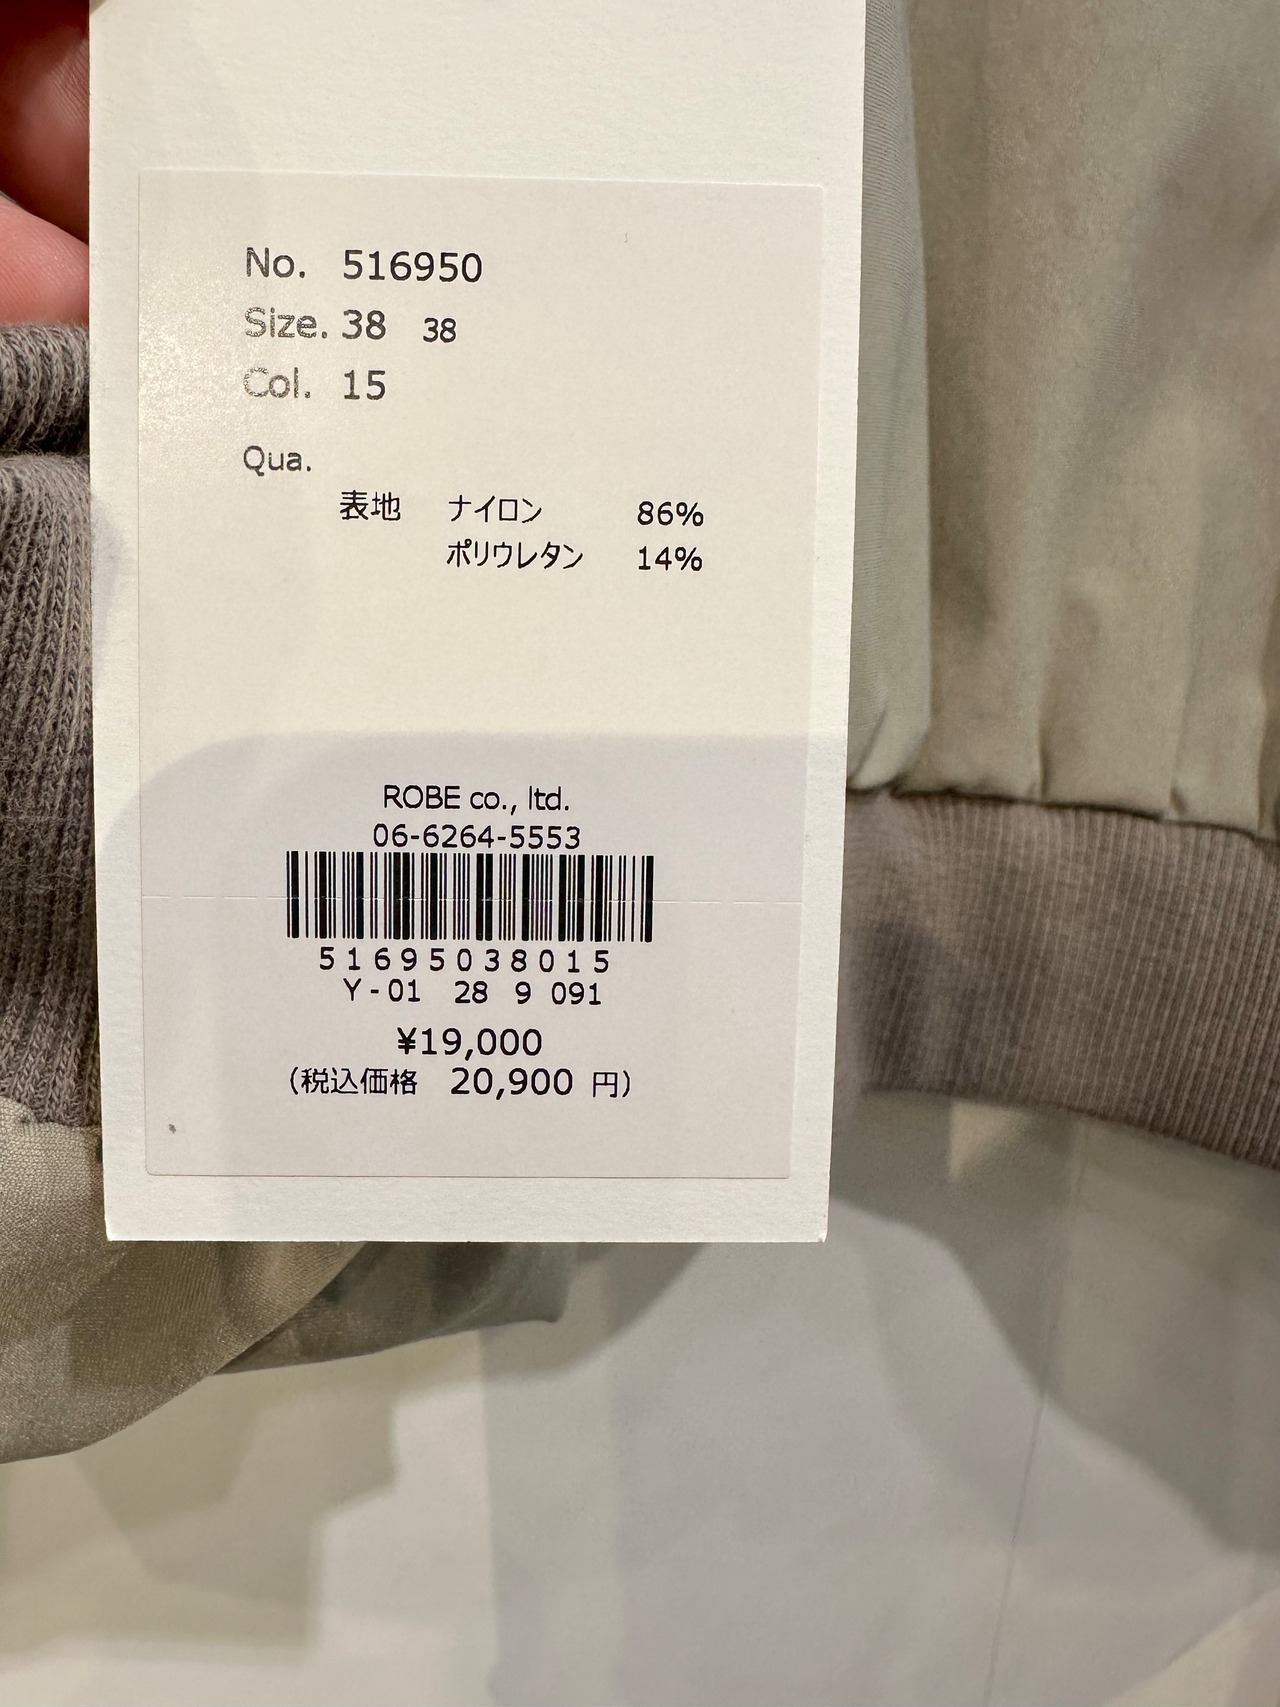 No. 516950
Size. 38 38
Col. 15
Qua.
表地 ナイロン 86%
ポリウレタン 14%
ROBE co., ltd.
06-6264-5553
51695038015
Y-01 28 9 091
¥19,000
(税込価格 20,900 円)